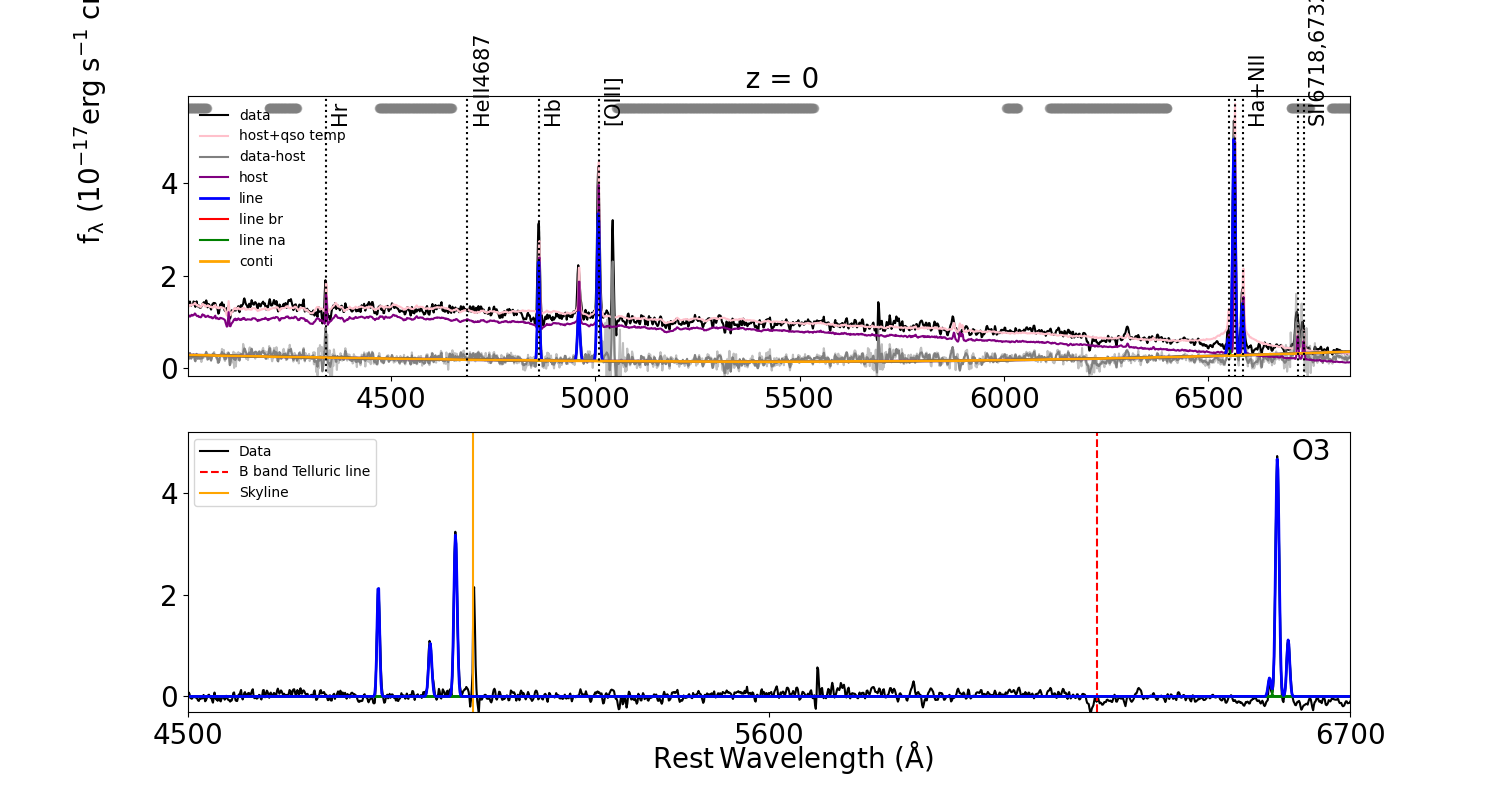 z = 0
f_λ (10^−17 erg s^−1 c
Hr
HeII4687
Hb
[OIII]
Ha+NII
SII6718,6732
data
host+qso temp
data-host
host
line
line br
line na
conti
4
2
0
4500
5000
5500
6000
6500
Data
B band Telluric line
Skyline
O3
4
2
0
4500
5600
6700
Rest Wavelength (Å)